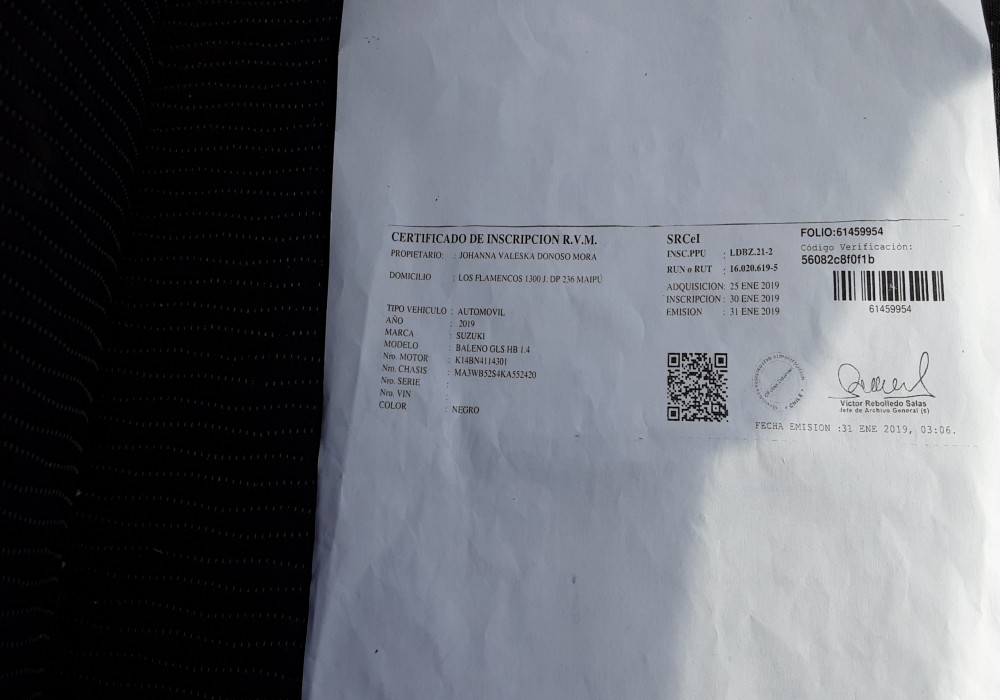 CERTIFICADO DE INSCRIPCION R.V.M.
PROPIETARIO: : JOHANNA VALESKA DONOSO MORA
DOMICILIO : LOS FLAMENCOS 1300 J. DP 236 MAIPÚ
TIPO VEHICULO : AUTOMOVIL
AÑO : 2019
MARCA : SUZUKI
MODELO : BALENO GLS HB 1.4
Nro. MOTOR : K14BN4114301
Nro. CHASIS : MA3WB52S4KA552420
Nro. SERIE :
Nro. VIN :
COLOR : NEGRO
SRCeI
INSC.PPU : LDBZ.21-2
RUN o RUT : 16.020.619-5
ADQUISICION: 25 ENE 2019
INSCRIPCION: 30 ENE 2019
EMISION : 31 ENE 2019
FOLIO:61459954
Código Verificación:
56082c8f0f1b
61459954
Victor Rebolledo Salas
Jefe de Archivo General (s)
FECHA EMISION :31 ENE 2019, 03:06.